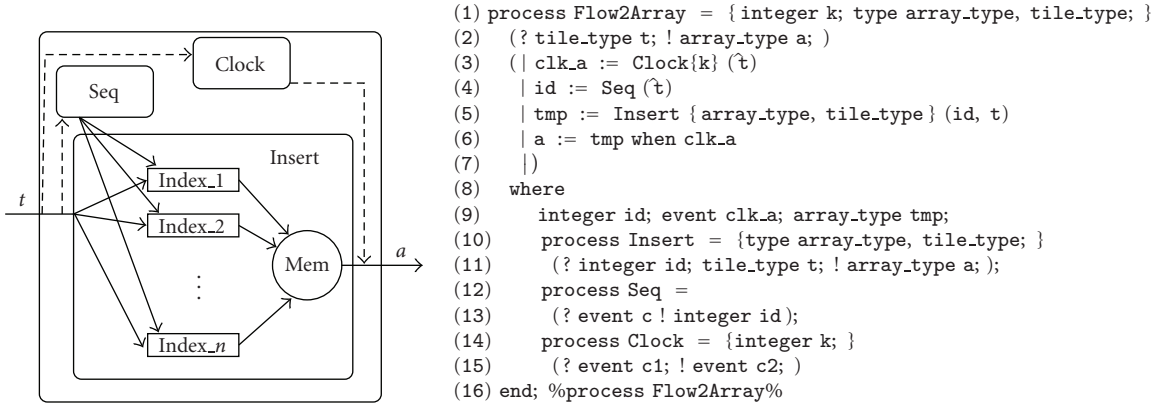 Clock
Seq
Insert
t
Index_1
Index_2
Mem
a
⋮
Index_n
(1) process Flow2Array = { integer k; type array_type, tile_type; }
(2) (? tile_type t; ! array_type a; )
(3) (| clk_a := Clock{k} (^t)
(4) | id := Seq (^t)
(5) | tmp := Insert { array_type, tile_type } (id, t)
(6) | a := tmp when clk_a
(7) |)
(8) where
(9) integer id; event clk_a; array_type tmp;
(10) process Insert = {type array_type, tile_type; }
(11) (? integer id; tile_type t; ! array_type a; );
(12) process Seq =
(13) (? event c ! integer id);
(14) process Clock = {integer k; }
(15) (? event c1; ! event c2; )
(16) end; %process Flow2Array%